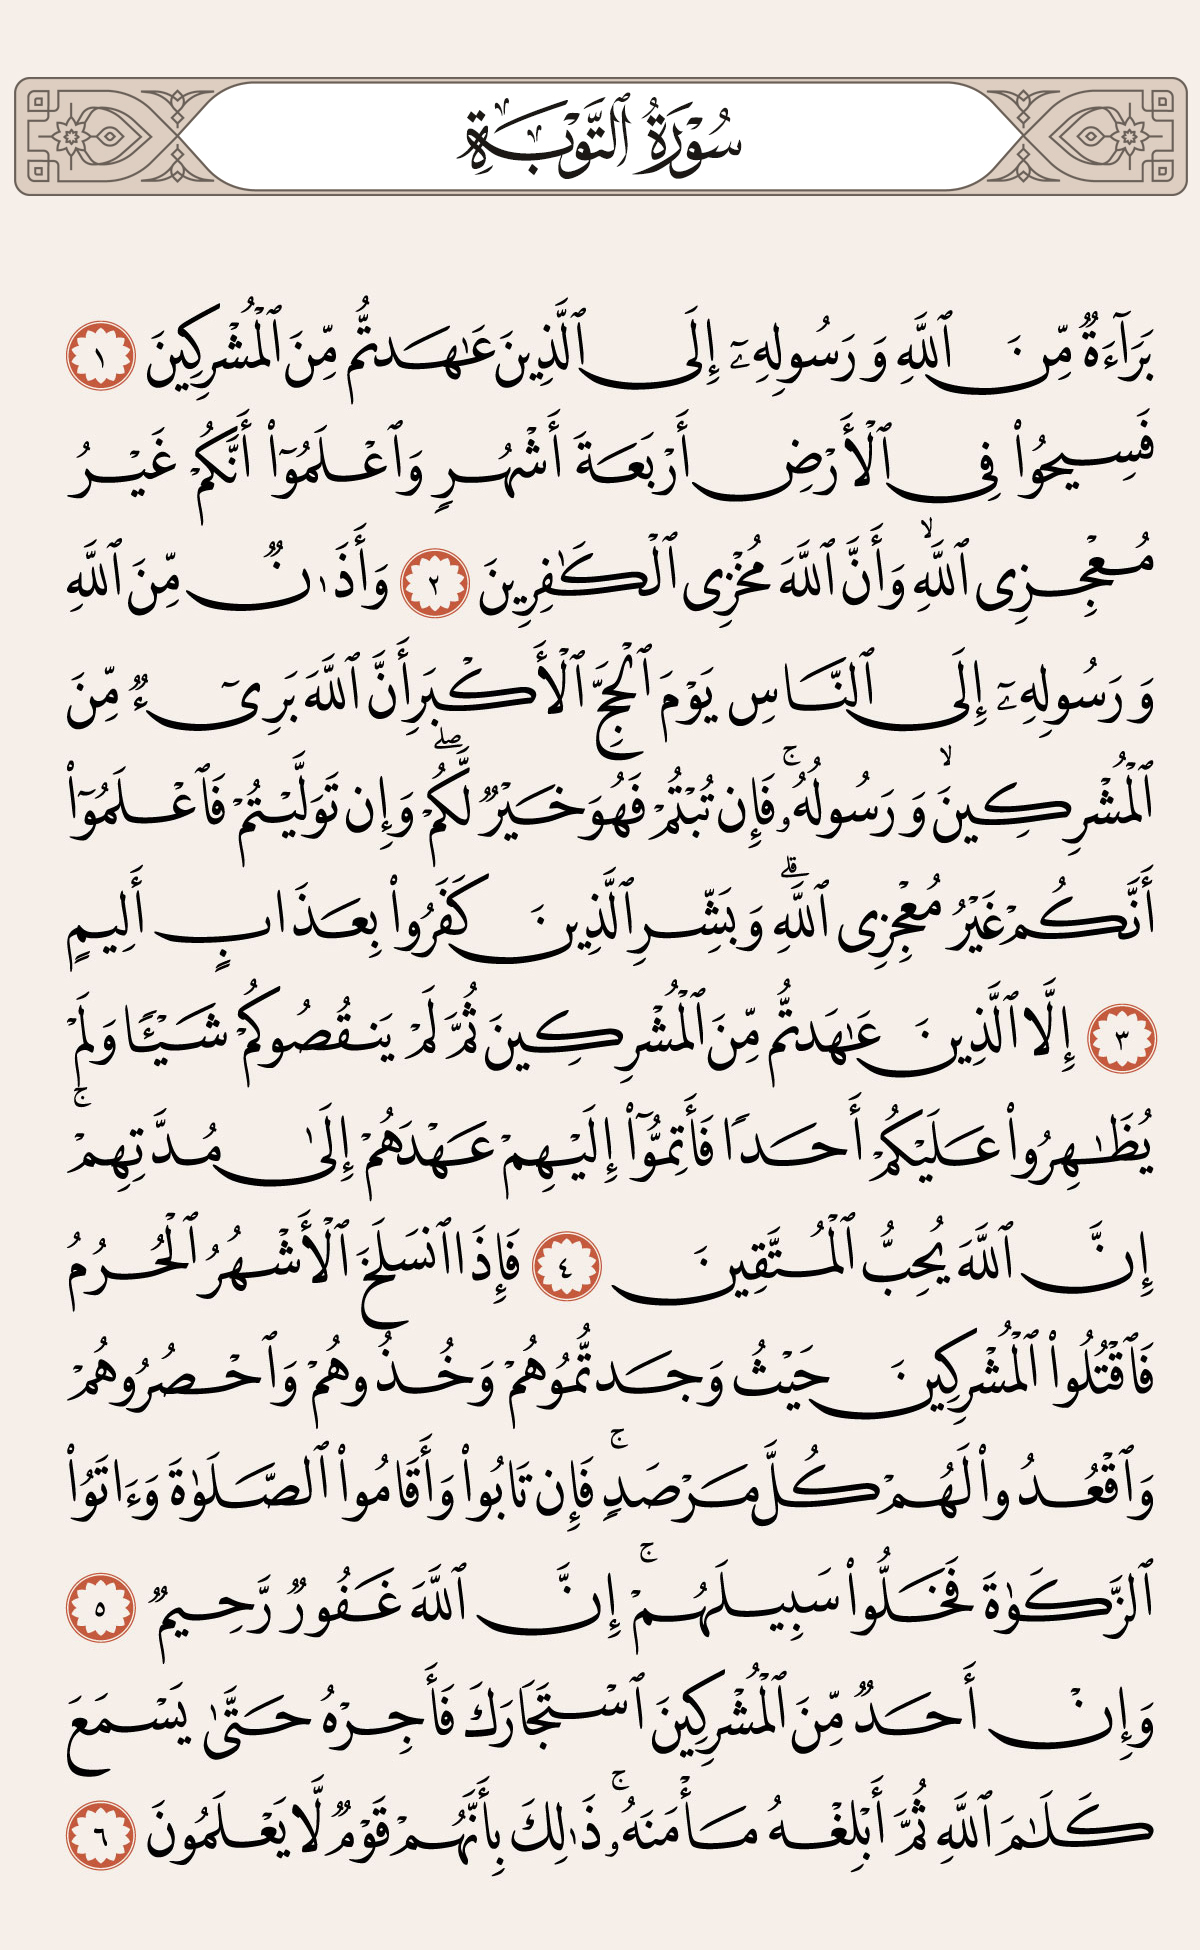 سُورَةُ ٱلتَّوْبَةِ
بَرَآءَةٌ مِّنَ ٱللَّهِ وَرَسُولِهِۦٓ إِلَى ٱلَّذِينَ عَٰهَدتُّم مِّنَ ٱلْمُشْرِكِينَ ١
فَسِيحُوا۟ فِى ٱلْأَرْضِ أَرْبَعَةَ أَشْهُرٍ وَٱعْلَمُوٓا۟ أَنَّكُمْ غَيْرُ
مُعْجِزِى ٱللَّهِ ۙ وَأَنَّ ٱللَّهَ مُخْزِى ٱلْكَٰفِرِينَ ٢ وَأَذَٰنٌ مِّنَ ٱللَّهِ
وَرَسُولِهِۦٓ إِلَى ٱلنَّاسِ يَوْمَ ٱلْحَجِّ ٱلْأَكْبَرِ أَنَّ ٱللَّهَ بَرِىٓءٌ مِّنَ
ٱلْمُشْرِكِينَ ۙ وَرَسُولُهُۥ ۚ فَإِن تُبْتُمْ فَهُوَ خَيْرٌ لَّكُمْ ۖ وَإِن تَوَلَّيْتُمْ فَٱعْلَمُوٓا۟
أَنَّكُمْ غَيْرُ مُعْجِزِى ٱللَّهِ ۗ وَبَشِّرِ ٱلَّذِينَ كَفَرُوا۟ بِعَذَابٍ أَلِيمٍ
٣ إِلَّا ٱلَّذِينَ عَٰهَدتُّم مِّنَ ٱلْمُشْرِكِينَ ثُمَّ لَمْ يَنقُصُوكُمْ شَيْـًٔا وَلَمْ
يُظَٰهِرُوا۟ عَلَيْكُمْ أَحَدًا فَأَتِمُّوٓا۟ إِلَيْهِمْ عَهْدَهُمْ إِلَىٰ مُدَّتِهِمْ ۚ
إِنَّ ٱللَّهَ يُحِبُّ ٱلْمُتَّقِينَ ٤ فَإِذَا ٱنسَلَخَ ٱلْأَشْهُرُ ٱلْحُرُمُ
فَٱقْتُلُوا۟ ٱلْمُشْرِكِينَ حَيْثُ وَجَدتُّمُوهُمْ وَخُذُوهُمْ وَٱحْصُرُوهُمْ
وَٱقْعُدُوا۟ لَهُمْ كُلَّ مَرْصَدٍ ۚ فَإِن تَابُوا۟ وَأَقَامُوا۟ ٱلصَّلَوٰةَ وَءَاتَوُا۟
ٱلزَّكَوٰةَ فَخَلُّوا۟ سَبِيلَهُمْ ۚ إِنَّ ٱللَّهَ غَفُورٌ رَّحِيمٌ ٥
وَإِنْ أَحَدٌ مِّنَ ٱلْمُشْرِكِينَ ٱسْتَجَارَكَ فَأَجِرْهُ حَتَّىٰ يَسْمَعَ
كَلَٰمَ ٱللَّهِ ثُمَّ أَبْلِغْهُ مَأْمَنَهُۥ ۚ ذَٰلِكَ بِأَنَّهُمْ قَوْمٌ لَّا يَعْلَمُونَ ٦